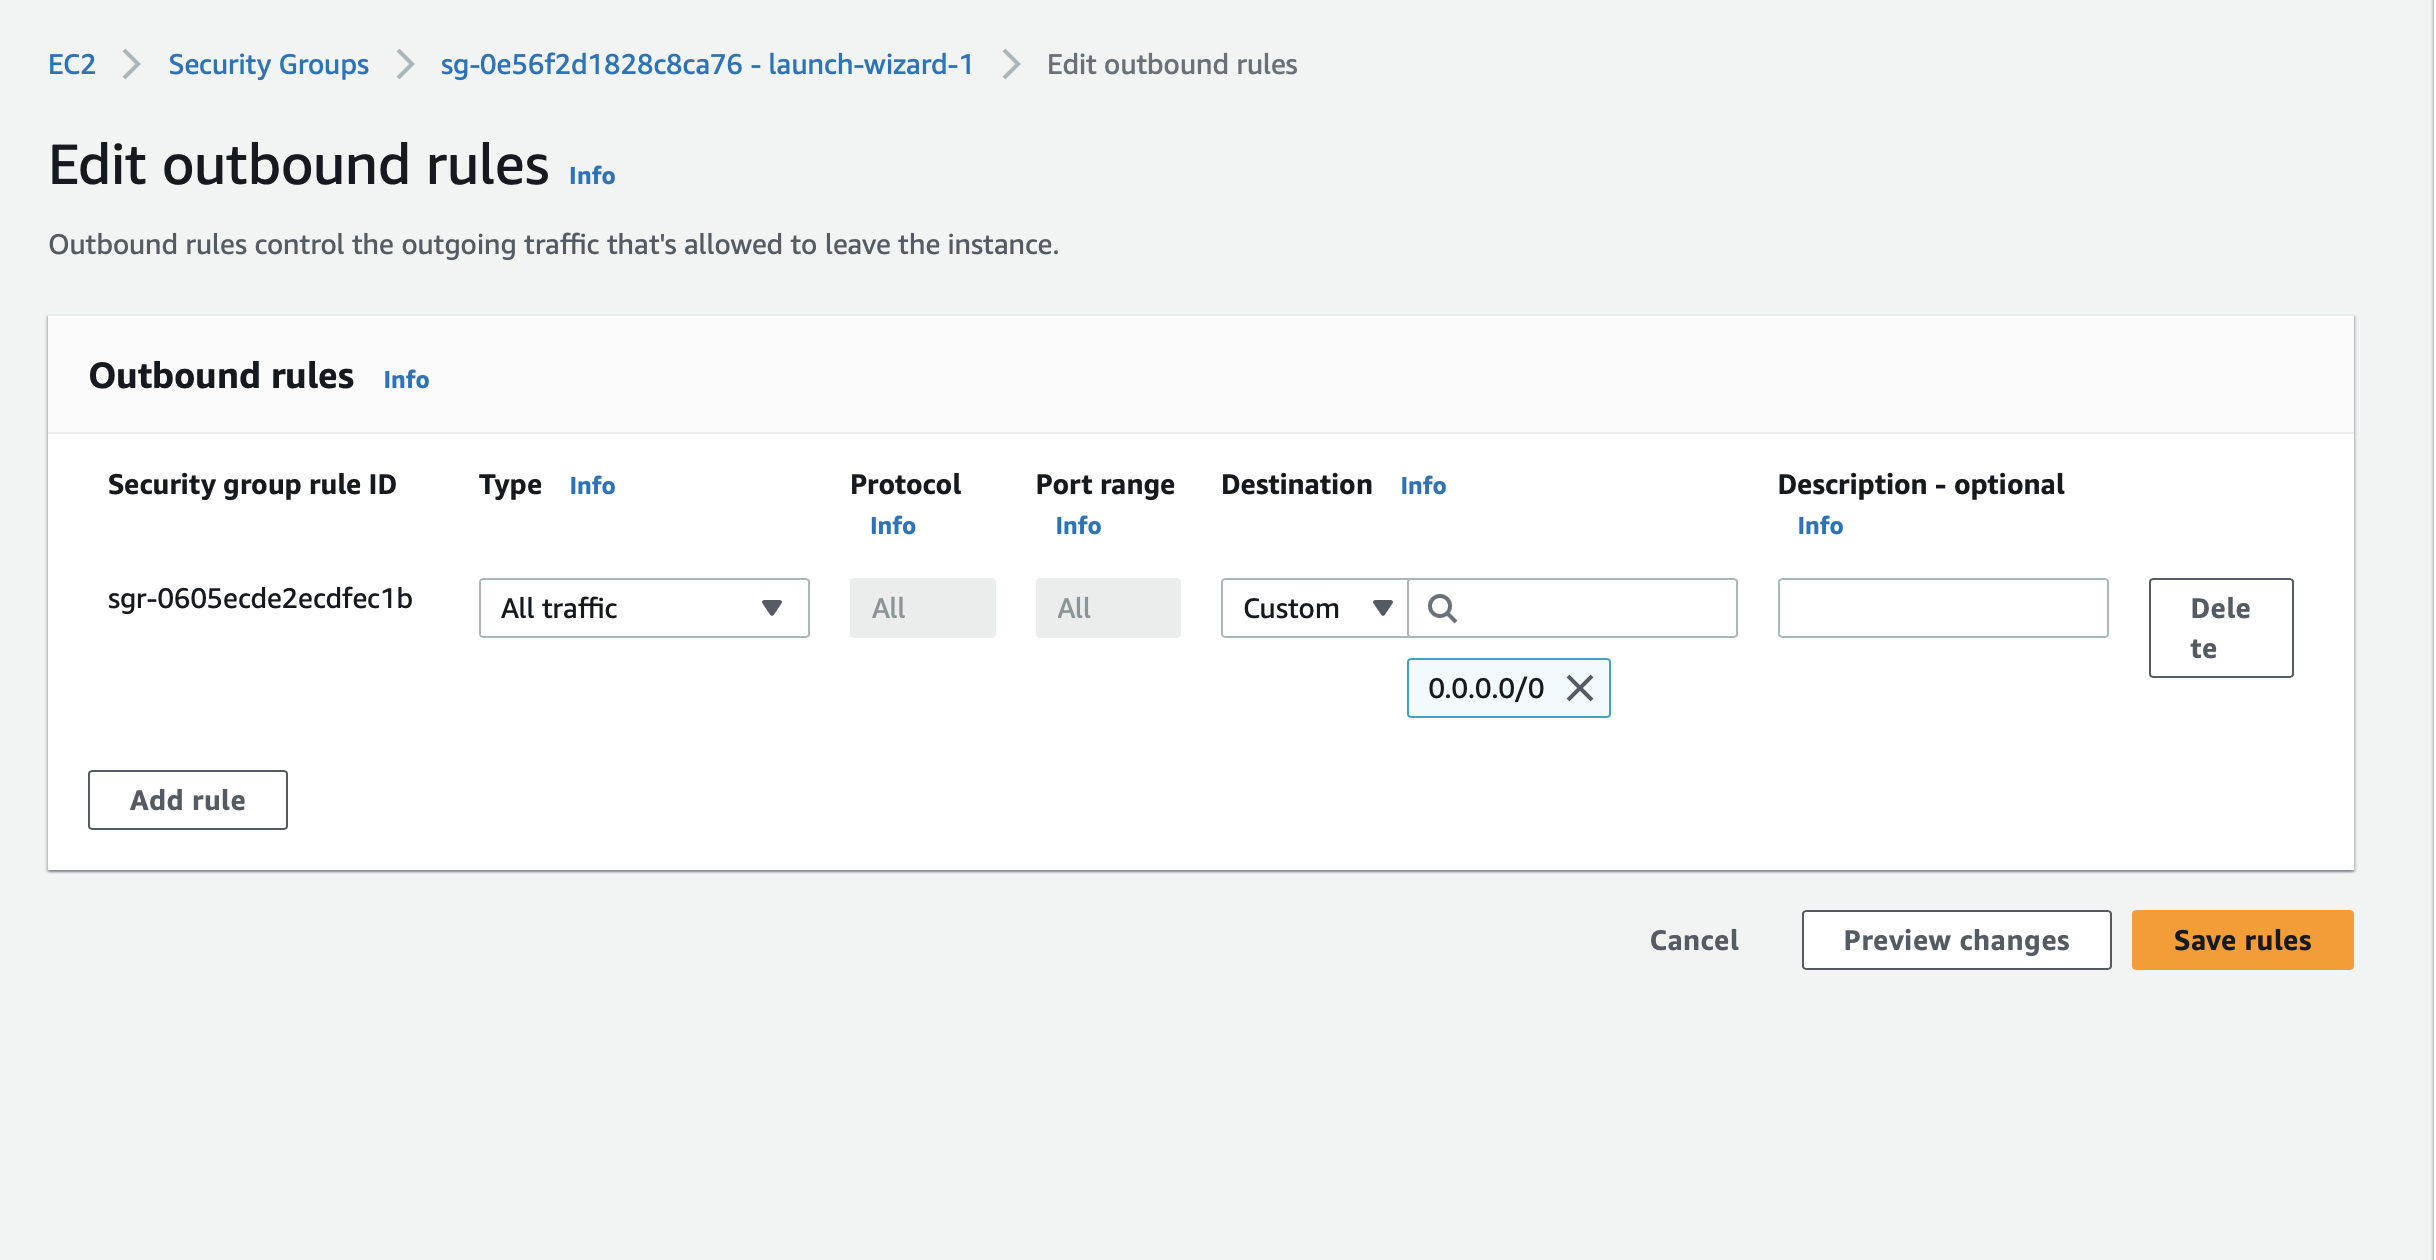 EC2 Security Groups sg-0e56f2d1828c8ca76 - launch-wizard-1 Edit outbound rules
Edit outbound rules Info
Outbound rules control the outgoing traffic that's allowed to leave the instance.
Outbound rules Info
Security group rule ID Type Info Protocol Port range Destination Info Description - optional
Info Info Info
sgr-0605ecde2ecdfec1b All traffic All All Custom Dele
te
0.0.0.0/0
Add rule
Cancel Preview changes Save rules